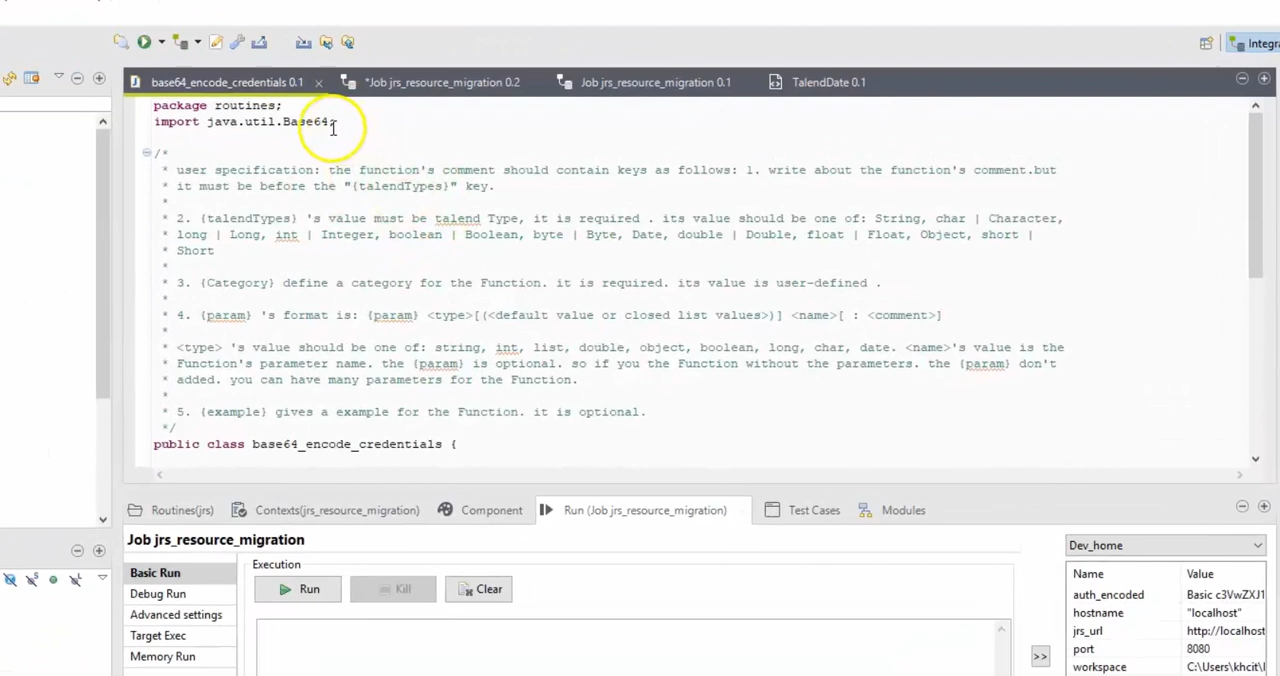 Integra
base64_encode_credentials 0.1
*Job jrs_resource_migration 0.2
Job jrs_resource_migration 0.1
TalendDate 0.1
package routines;
import java.util.Base64;
/*
* user specification: the function's comment should contain keys as follows: 1. write about the function's comment.but
* it must be before the "{talendTypes}" key.
*
* 2. {talendTypes} 's value must be talend Type, it is required . its value should be one of: String, char | Character,
* long | Long, int | Integer, boolean | Boolean, byte | Byte, Date, double | Double, float | Float, Object, short |
* Short
*
* 3. {Category} define a category for the Function. it is required. its value is user-defined .
*
* 4. {param} 's format is: {param} <type>[(<default value or closed list values>)] <name>[ : <comment>]
*
* <type> 's value should be one of: string, int, list, double, object, boolean, long, char, date. <name>'s value is the
* Function's parameter name. the {param} is optional. so if you the Function without the parameters. the {param} don't
* added. you can have many parameters for the Function.
*
* 5. {example} gives a example for the Function. it is optional.
*/
public class base64_encode_credentials {
Routines(jrs)
Contexts(jrs_resource_migration)
Component
Run (Job jrs_resource_migration)
Test Cases
Modules
Job jrs_resource_migration
Basic Run
Debug Run
Advanced settings
Target Exec
Memory Run
Execution
Run
Kill
Clear
>>
Dev_home
Name Value
auth_encoded Basic c3VwZXJ1
hostname "localhost"
jrs_url http://localhost
port 8080
workspace C:\Users\khcit\